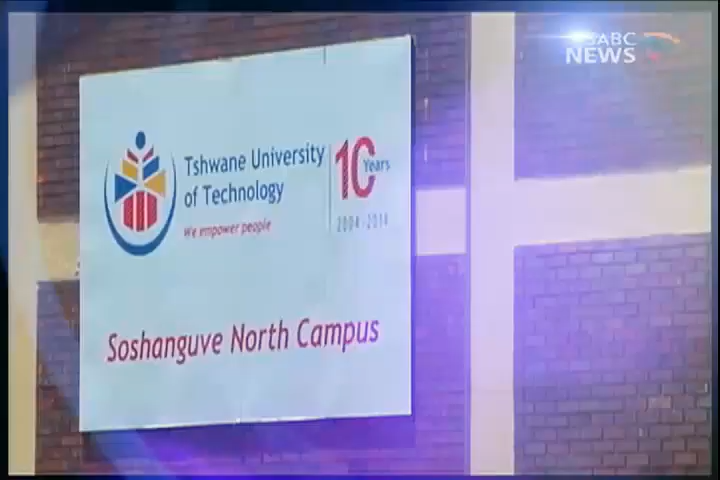 SABC
NEWS
Tshwane University
of Technology
We empower people
10
Years
2004-2014
Soshanguve North Campus